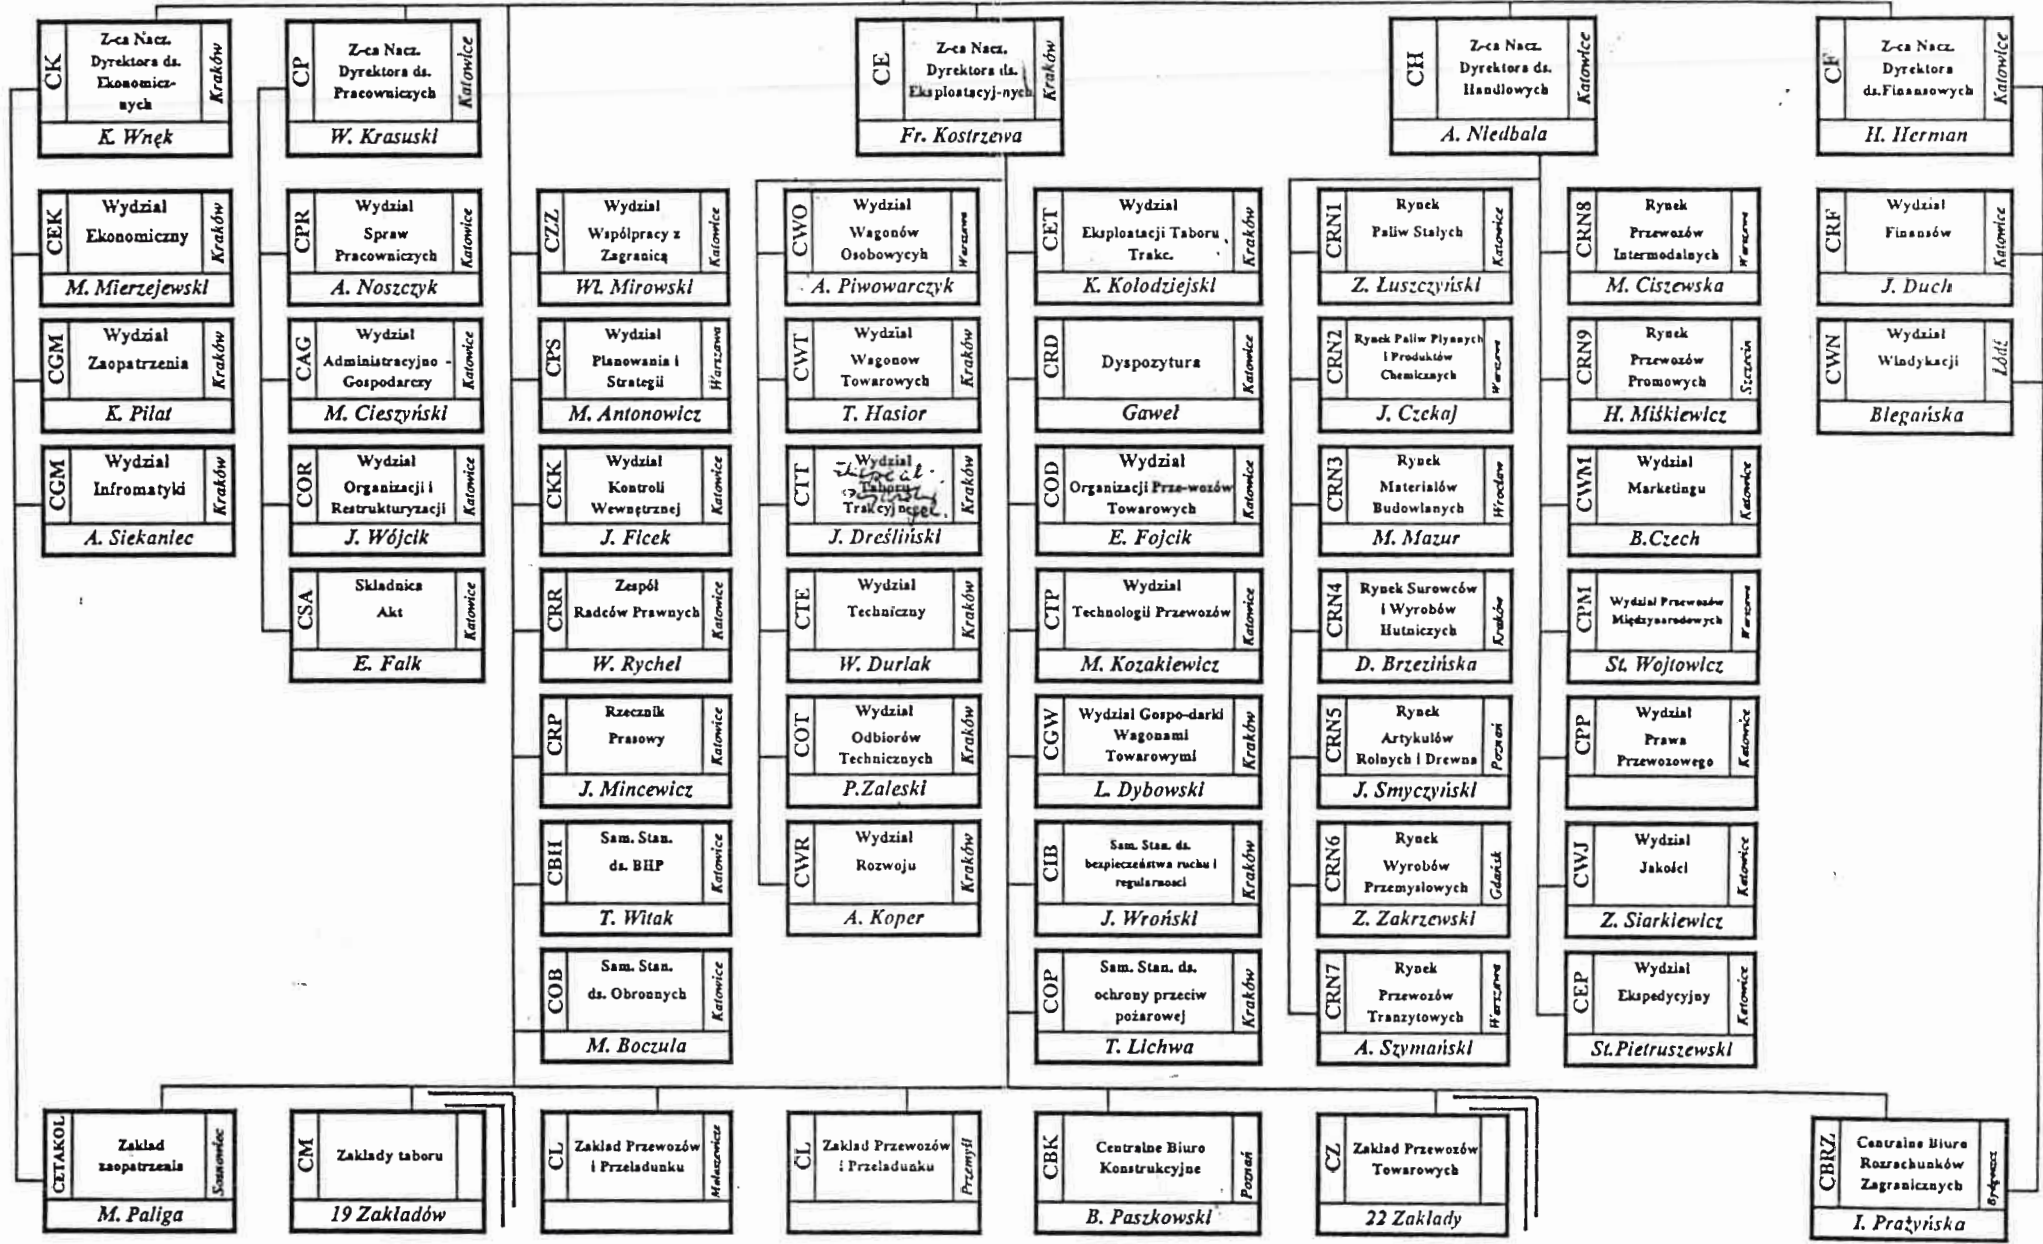 CK
Z-ca Nacz.
Dyrektora ds.
Ekonomicz-
nych
Kraków
K. Wnęk
CP
Z-ca Nacz.
Dyrektora ds.
Pracowniczych
Katowice
W. Krasuski
CE
Z-ca Nacz.
Dyrektora ds.
Eksploatacyj-nych
Kraków
Fr. Kostrzewa
CH
Z-ca Nacz.
Dyrektora ds.
Handlowych
Katowice
A. Niedbala
CF
Z-ca Nacz.
Dyrektora
ds.Finansowych
Katowice
H. Herman
CEK
Wydział
Ekonomiczny
Kraków
M. Mierzejewski
CPR
Wydział
Spraw
Pracowniczych
Katowice
A. Noszczyk
CZZ
Wydział
Współpracy z
Zagranicą
Katowice
Wł. Mirowski
CWO
Wydział
Wagonów
Osobowycyh
Warszawa
A. Piwowarczyk
CET
Wydział
Eksploatacji Taboru
Trakc.
Kraków
K. Kołodziejski
CRN1
Rynek
Paliw Stałych
Katowice
Z. Łuszczyński
CRN8
Rynek
Przewozów
Intermodalnych
Warszawa
M. Ciszewska
CRF
Wydział
Finansów
Katowice
J. Duch
CGM
Wydział
Zaopatrzenia
Kraków
K. Pilat
CAG
Wydział
Administracyjno -
Gospodarczy
Katowice
M. Cieszyński
CPS
Wydział
Planowania i
Strategii
Warszawa
M. Antonowicz
CWT
Wydział
Wagonow
Towarowych
Kraków
T. Hasior
CRD
Dyspozytura
Katowice
Gaweł
CRN2
Rynek Paliw Płynnych
i Produktów
Chemicznych
Warszawa
J. Czekaj
CRN9
Rynek
Przewozów
Promowych
Szczecin
H. Miśkiewicz
CWN
Wydział
Windykacji
Łódź
Biegańska
CGM
Wydział
Infromatyki
Kraków
A. Siekaniec
COR
Wydział
Organizacji i
Restrukturyzacji
Katowice
J. Wójcik
CKK
Wydział
Kontroli
Wewnętrznej
Katowice
J. Ficek
CTT
Wydział
Taboru
Kraków
J. Dreśliński
COD
Wydział
Organizacji Prze-wozów
Towarowych
Katowice
E. Fojcik
CRN3
Rynek
Materiałów
Budowlanych
Wrocław
M. Mazur
CWM
Wydział
Marketingu
Katowice
B.Czech
CSA
Składnica
Akt
Katowice
E. Falk
CRR
Zespół
Radców Prawnych
Katowice
W. Rychel
CTE
Wydział
Techniczny
Kraków
W. Durlak
CTP
Wydział
Technologii Przewozów
Katowice
M. Kozakiewicz
CRN4
Rynek Surowców
i Wyrobów
Hutniczych
Kraków
D. Brzezińska
CPM
Wydział Przewozów
Międzynarodowych
Warszawa
St. Wojtowicz
CRP
Rzecznik
Prasowy
Katowice
J. Mincewicz
COT
Wydział
Odbiorów
Technicznych
Kraków
P.Zaleski
CGW
Wydział Gospo-darki
Wagonami
Towarowymi
Kraków
L. Dybowski
CRN5
Rynek
Artykułów
Rolnych i Drewna
Poznań
J. Smyczyński
CPP
Wydział
Prawa
Przewozowego
Katowice
CBH
Sam. Stan.
ds. BHP
Katowice
T. Witak
CWR
Wydział
Rozwoju
Kraków
A. Koper
CIB
Sam. Stan. ds.
bezpieczeństwa ruchu i
regularnosci
Kraków
J. Wroński
CRN6
Rynek
Wyrobów
Przemysłowych
Gdańsk
Z. Zakrzewski
CWJ
Wydział
Jakości
Katowice
Z. Siarkiewicz
COB
Sam. Stan.
ds. Obronnych
Katowice
M. Boczula
COP
Sam. Stan. ds.
ochrony przeciw
pożarowej
Kraków
T. Lichwa
CRN7
Rynek
Przewozów
Tranzytowych
Warszawa
A. Szymański
CEP
Wydział
Ekspedycyjny
Katowice
St.Pietruszewski
CETAKOL
Zakład
zaopatrzenia
Sosnowiec
M. Paliga
CM
Zakłady taboru
19 Zakładów
CL
Zakład Przewozów
i Przeładunku
Małaszewicze
CL
Zakład Przewozów
i Przeładunku
Przemyśl
CBK
Centralne Biuro
Konstrukcyjne
Poznań
B. Paszkowski
CZ
Zakład Przewozów
Towarowych
22 Zakłady
CBRZ
Centralne Biuro
Rozrachunków
Zagranicznych
Bydgoszcz
I. Prażyńska